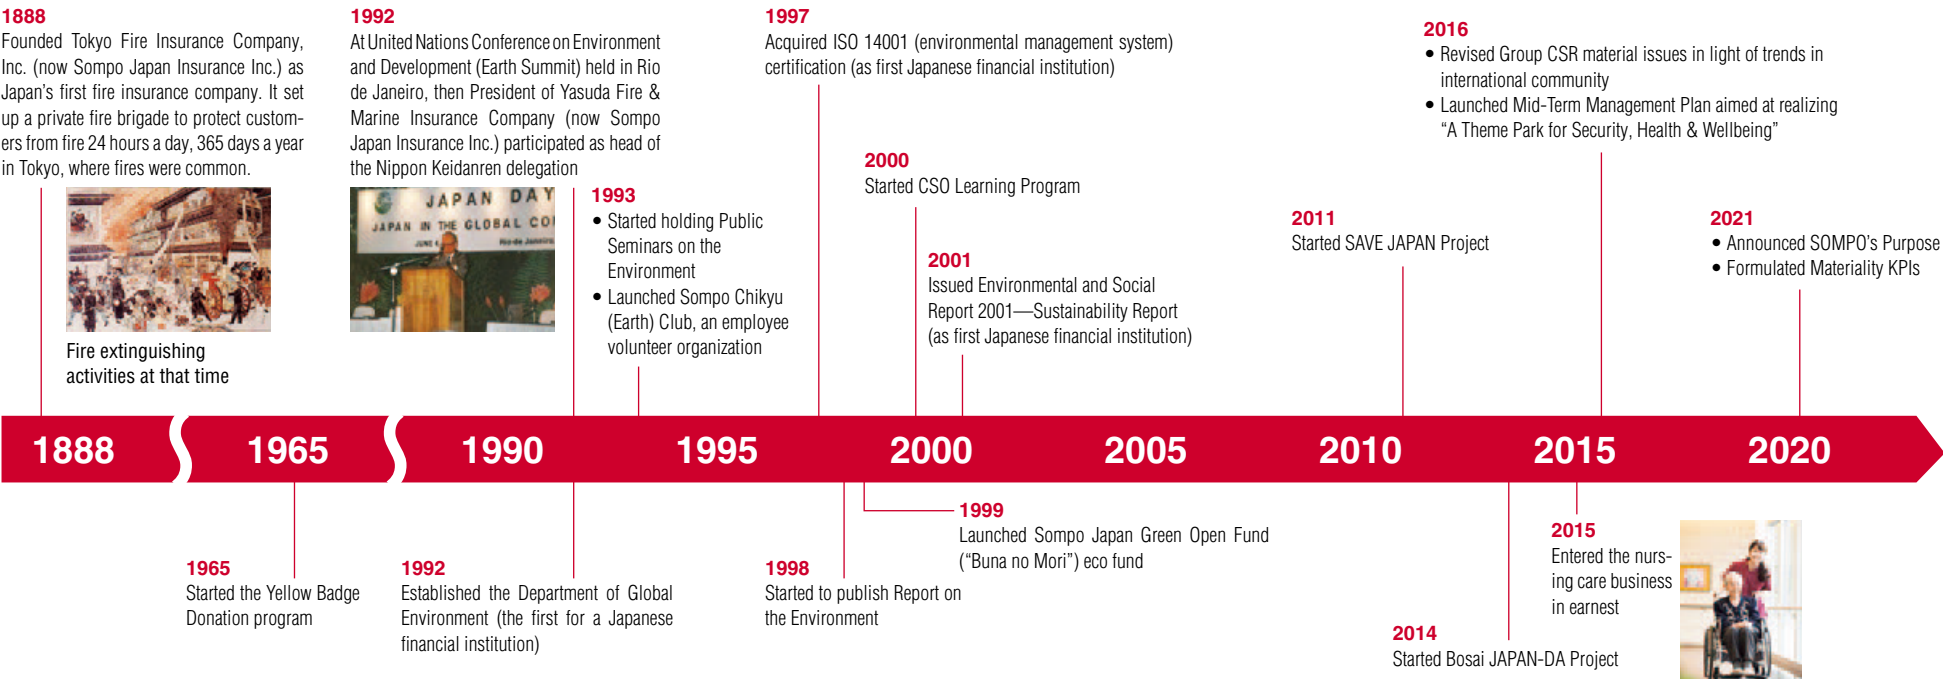 1888
Founded Tokyo Fire Insurance Company,
Inc. (now Sompo Japan Insurance Inc.) as
Japan's first fire insurance company. It set
up a private fire brigade to protect custom-
ers from fire 24 hours a day, 365 days a year
in Tokyo, where fires were common.
Fire extinguishing
activities at that time
1992
At United Nations Conference on Environment
and Development (Earth Summit) held in Rio
de Janeiro, then President of Yasuda Fire &
Marine Insurance Company (now Sompo
Japan Insurance Inc.) participated as head of
the Nippon Keidanren delegation
JAPAN DAY
JAPAN IN THE GLOBAL CO
JUNE
Rio de Janeiro
1993
• Started holding Public
Seminars on the
Environment
• Launched Sompo Chikyu
(Earth) Club, an employee
volunteer organization
1997
Acquired ISO 14001 (environmental management system)
certification (as first Japanese financial institution)
2000
Started CSO Learning Program
2001
Issued Environmental and Social
Report 2001—Sustainability Report
(as first Japanese financial institution)
2011
Started SAVE JAPAN Project
2016
• Revised Group CSR material issues in light of trends in
international community
• Launched Mid-Term Management Plan aimed at realizing
“A Theme Park for Security, Health & Wellbeing”
2021
• Announced SOMPO's Purpose
• Formulated Materiality KPIs
1888 1965 1990 1995 2000 2005 2010 2015 2020
1965
Started the Yellow Badge
Donation program
1992
Established the Department of Global
Environment (the first for a Japanese
financial institution)
1998
Started to publish Report on
the Environment
1999
Launched Sompo Japan Green Open Fund
(“Buna no Mori”) eco fund
2014
Started Bosai JAPAN-DA Project
2015
Entered the nurs-
ing care business
in earnest